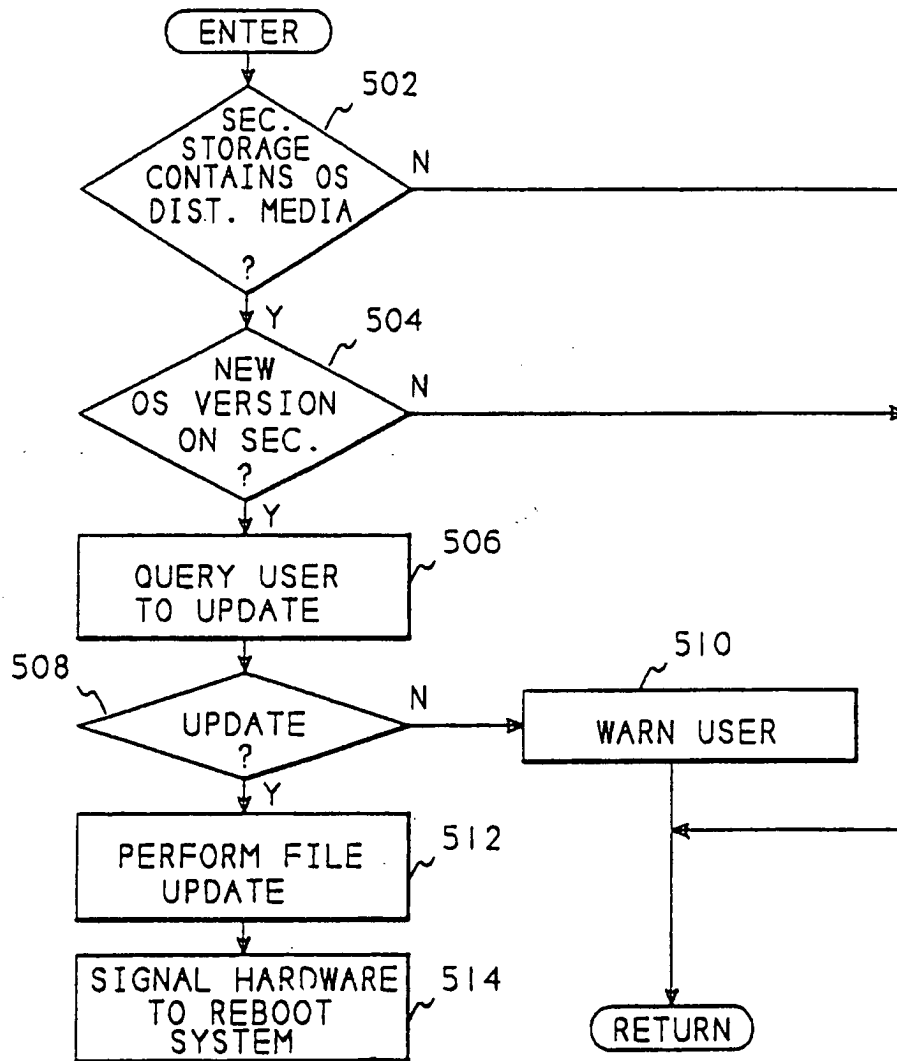 ENTER
502
SEC.
STORAGE
CONTAINS OS
DIST. MEDIA
?
N
Y
504
NEW
OS VERSION
ON SEC.
?
N
Y
506
QUERY USER
TO UPDATE
508
UPDATE
?
N
510
WARN USER
Y
PERFORM FILE
UPDATE
512
SIGNAL HARDWARE
TO REBOOT
SYSTEM
514
RETURN